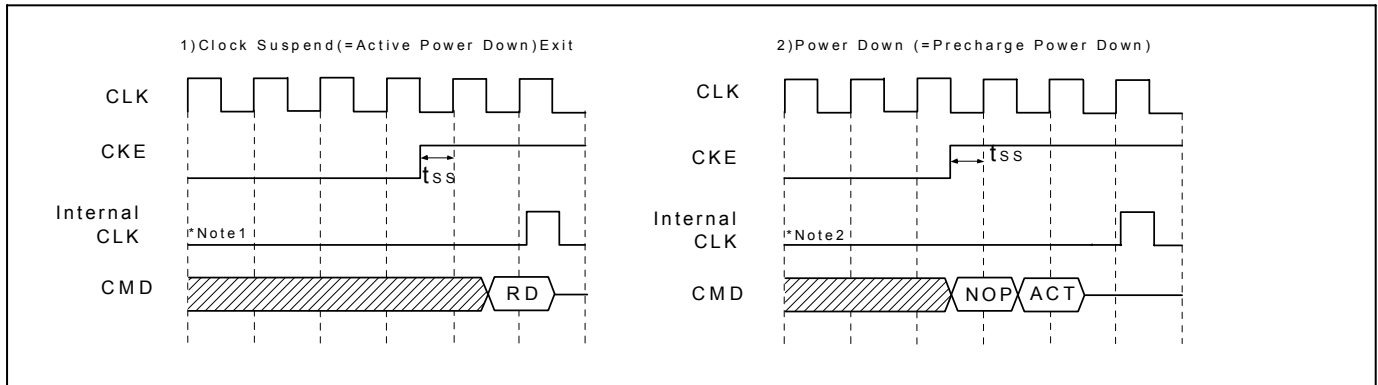 1)Clock Suspend(=Active Power Down)Exit
CLK
CKE
tss
Internal
CLK
*Note1
CMD
RD
2)Power Down (=Precharge Power Down)
CLK
CKE
tss
Internal
CLK
*Note2
CMD
NOP
ACT